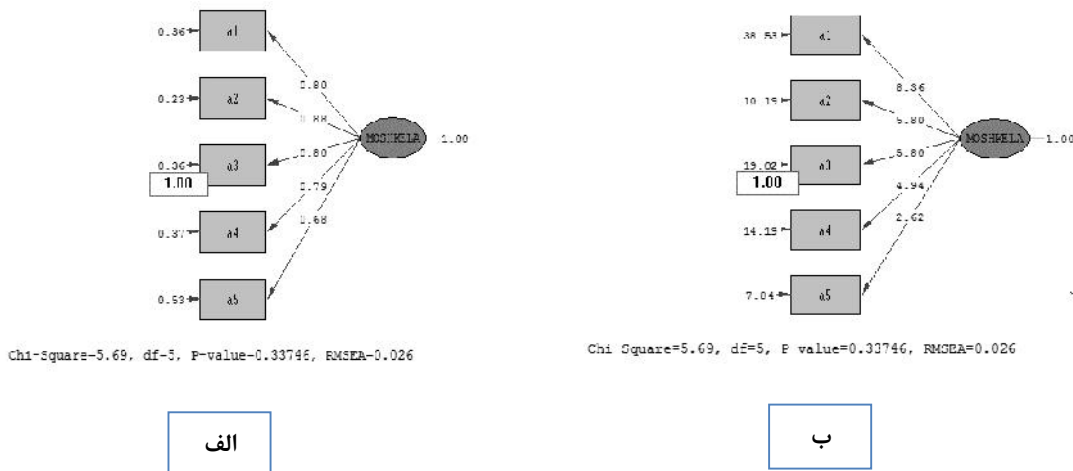 0.36 a1
0.80
0.23 a2
0.88
1.00
0.36 a3
0.80
1.00
0.79
0.37 a4
0.68
0.53 a5
Chi-Square=5.69, df=5, P-value=0.33746, RMSEA=0.026
الف
38.53 a1
8.36
10.19 a2
5.80
MOSHKELA 1.00
19.02 a3
5.80
1.00
4.94
a4
2.62
7.04 a5
Chi Square=5.69, df=5, P value=0.33746, RMSEA=0.026
ب